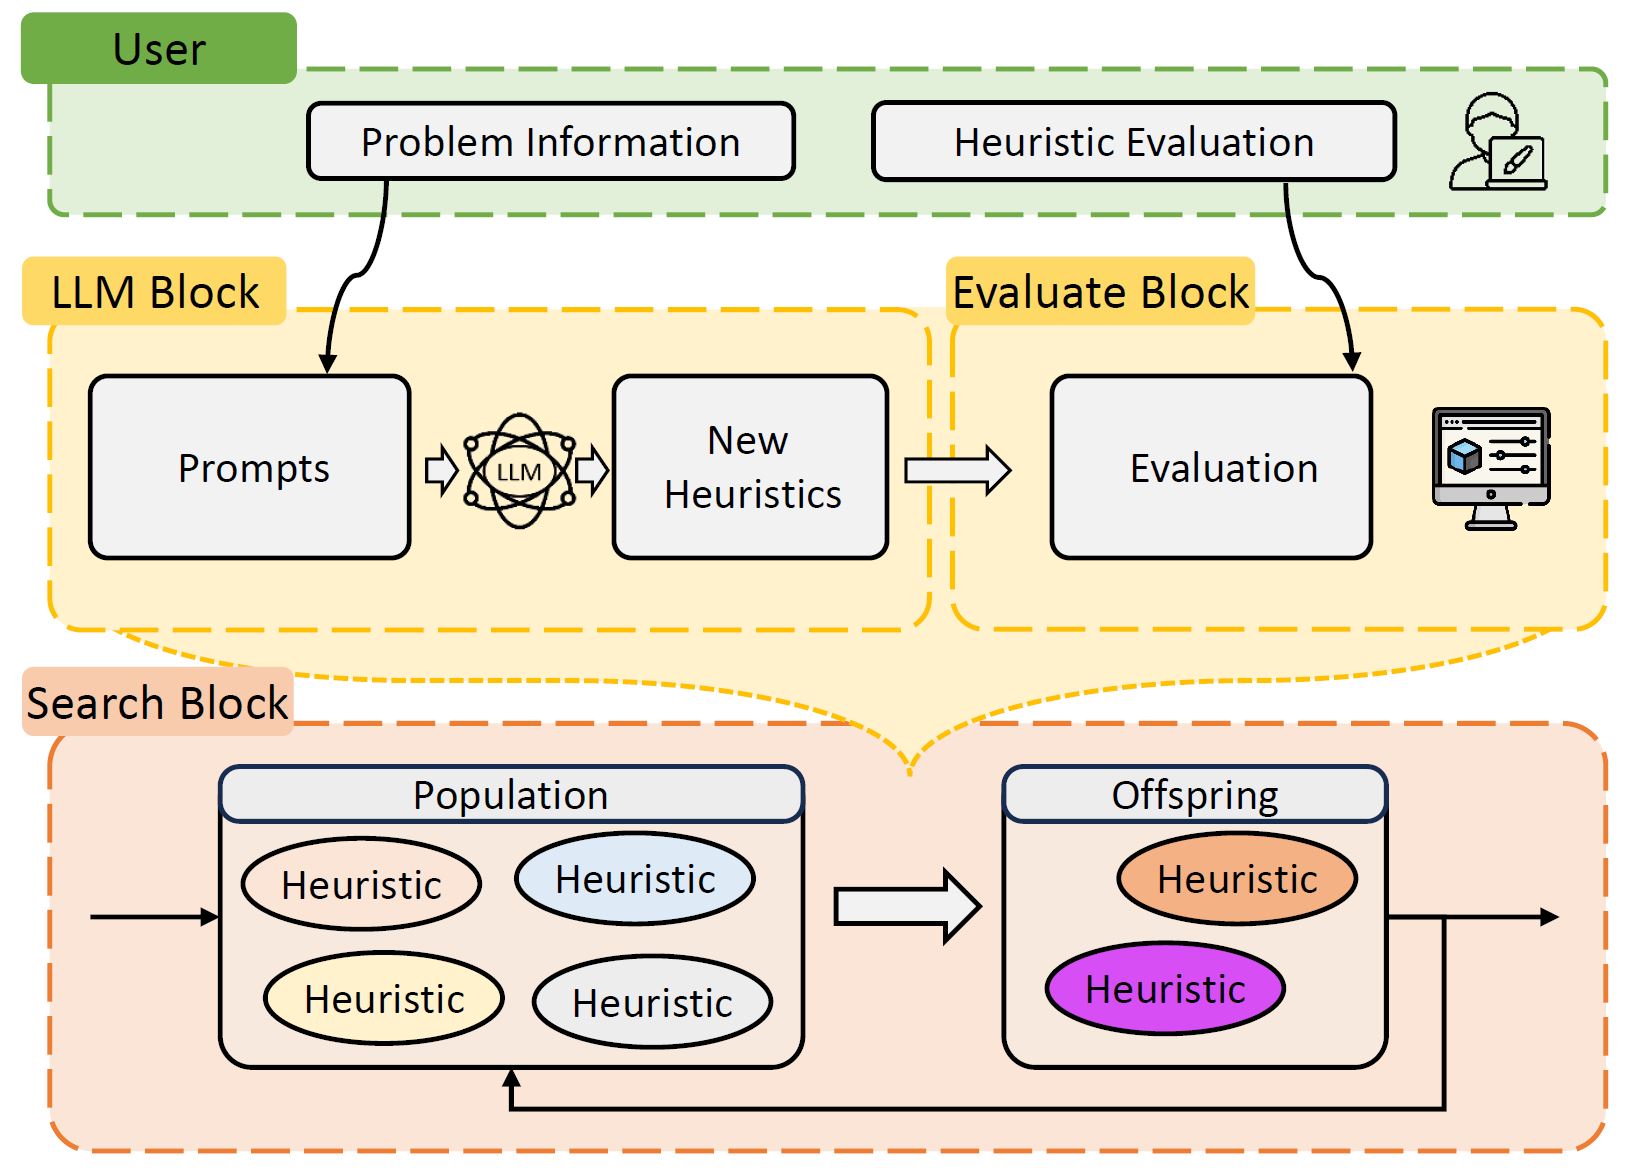 User
Problem Information
Heuristic Evaluation
LLM Block
Evaluate Block
Prompts
LLM
New
Heuristics
Evaluation
Search Block
Population
Offspring
Heuristic
Heuristic
Heuristic
Heuristic
Heuristic
Heuristic